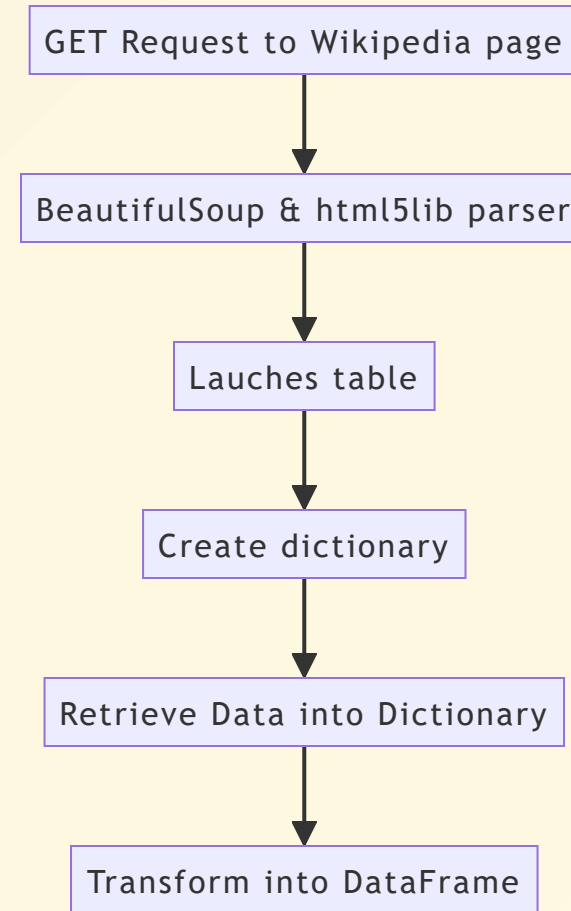 GET Request to Wikipedia page
BeautifulSoup & html5lib parser
Lauches table
Create dictionary
Retrieve Data into Dictionary
Transform into DataFrame